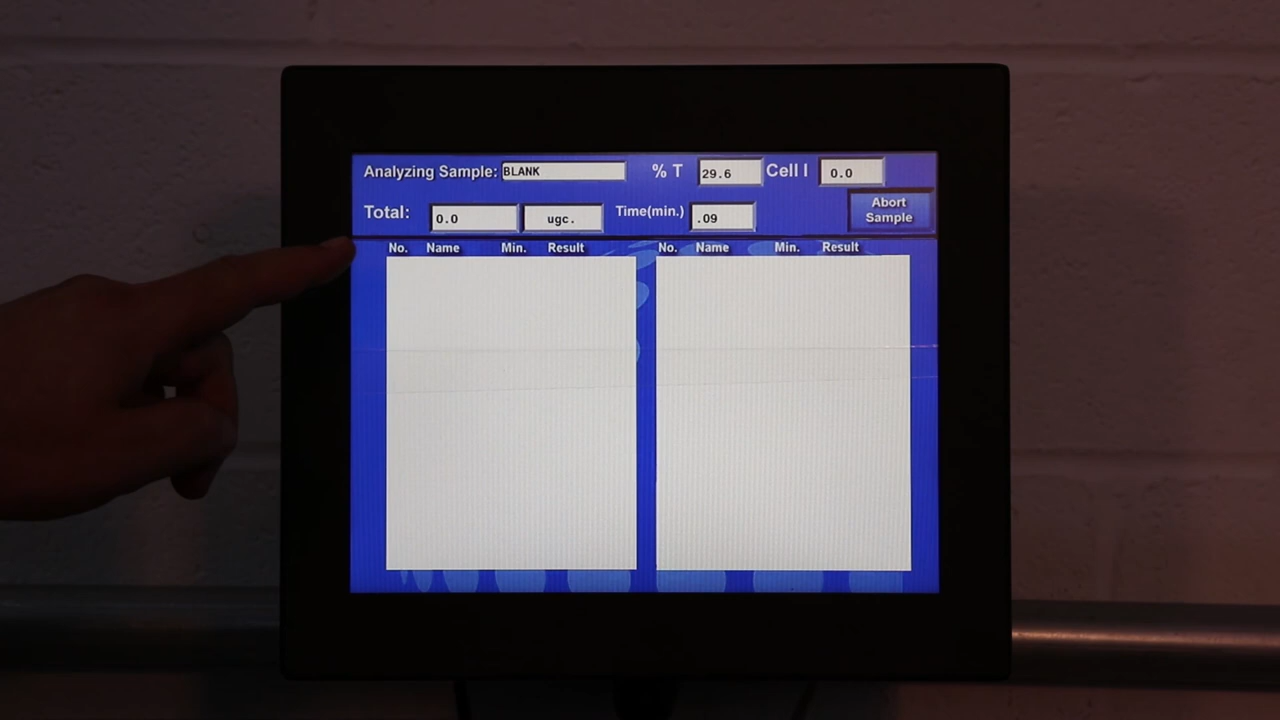 Analyzing Sample: BLANK % T 29.6 Cell I 0.0
Total: 0.0 ugc. Time(min.) .09 Abort Sample
No. Name Min. Result No. Name Min. Result